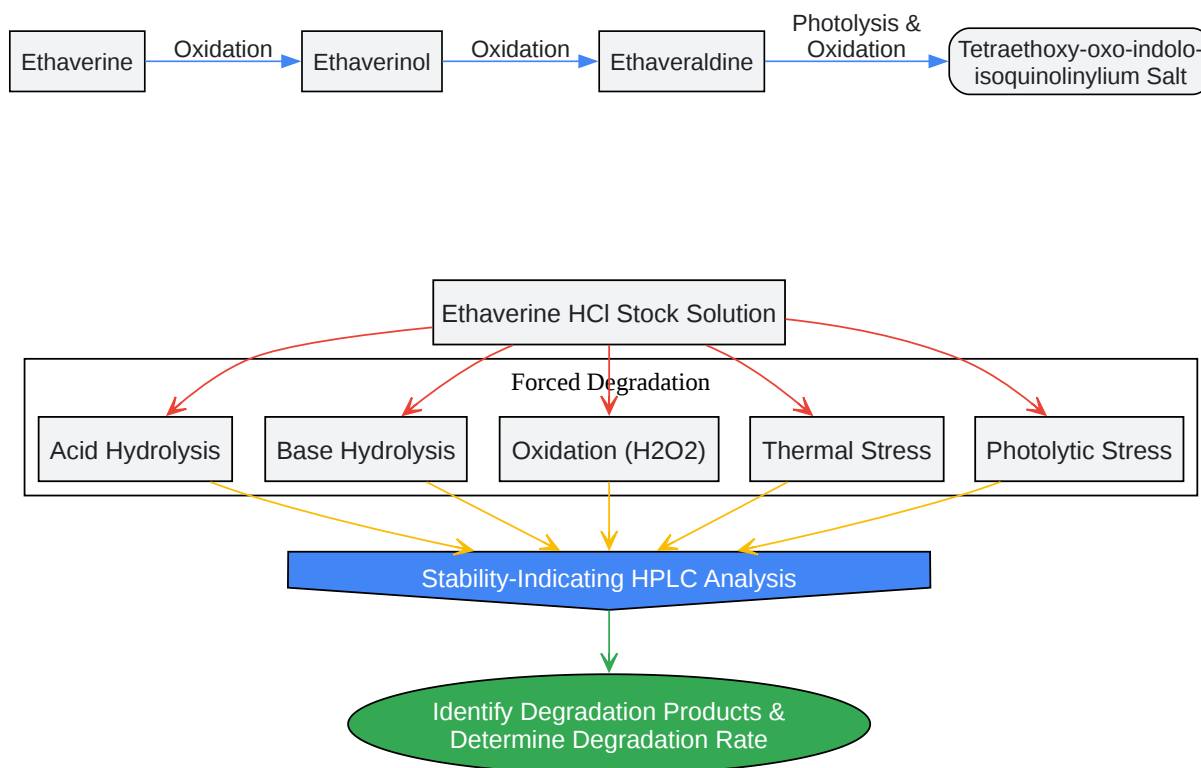 Ethaverine
Oxidation
Ethaverinol
Oxidation
Ethaveraldine
Photolysis &
Oxidation
Tetraethoxy-oxo-indolo-
isoquinolinylium Salt
Ethaverine HCl Stock Solution
Forced Degradation
Acid Hydrolysis
Base Hydrolysis
Oxidation (H2O2)
Thermal Stress
Photolytic Stress
Stability-Indicating HPLC Analysis
Identify Degradation Products &
Determine Degradation Rate